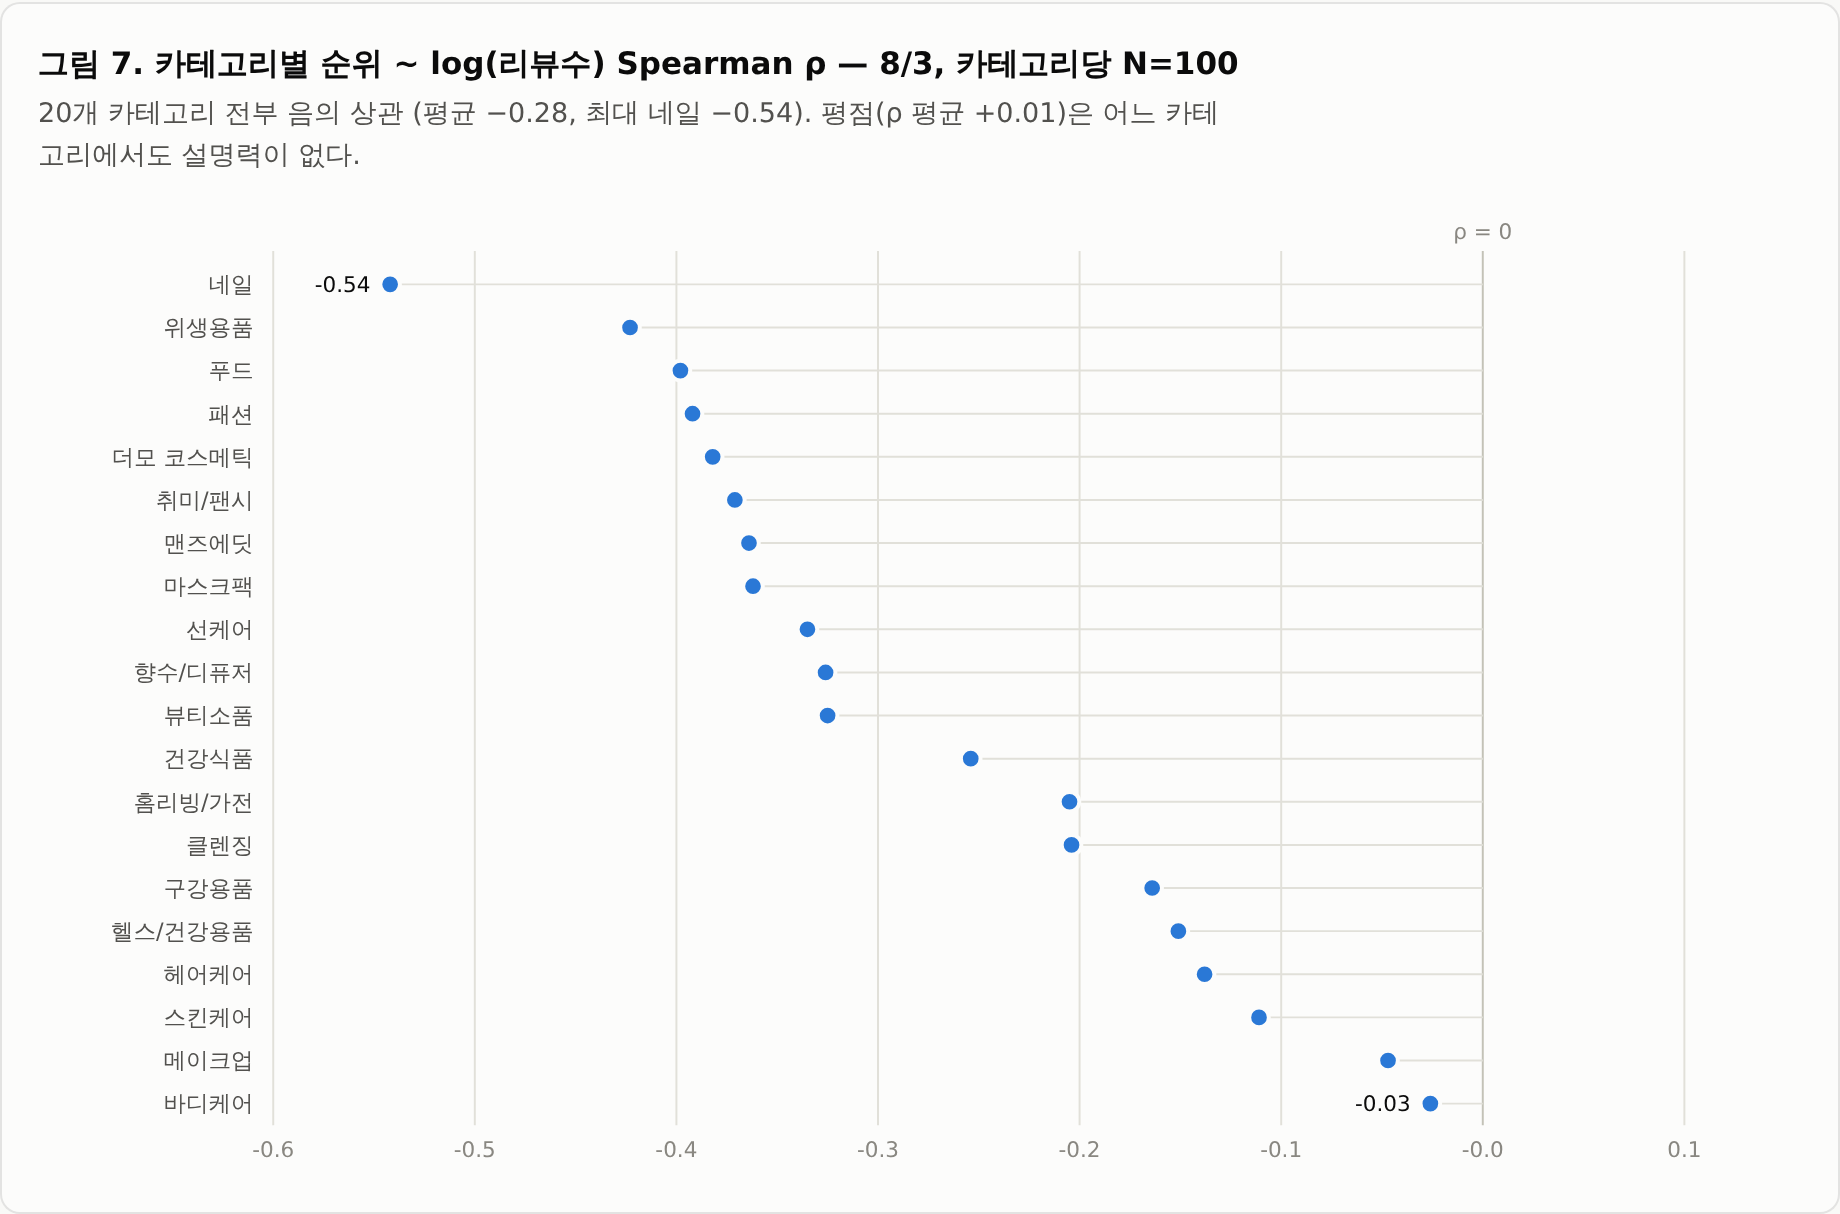 그림 7. 카테고리별 순위 ~ log(리뷰수) Spearman ρ — 8/3, 카테고리당 N=100
20개 카테고리 전부 음의 상관 (평균 −0.28, 최대 네일 −0.54). 평점(ρ 평균 +0.01)은 어느 카테
고리에서도 설명력이 없다.
ρ = 0
네일
-0.54
위생용품
푸드
패션
더모 코스메틱
취미/팬시
맨즈에딧
마스크팩
선케어
향수/디퓨저
뷰티소품
건강식품
홈리빙/가전
클렌징
구강용품
헬스/건강용품
헤어케어
스킨케어
메이크업
바디케어
-0.03
-0.6 -0.5 -0.4 -0.3 -0.2 -0.1 -0.0 0.1